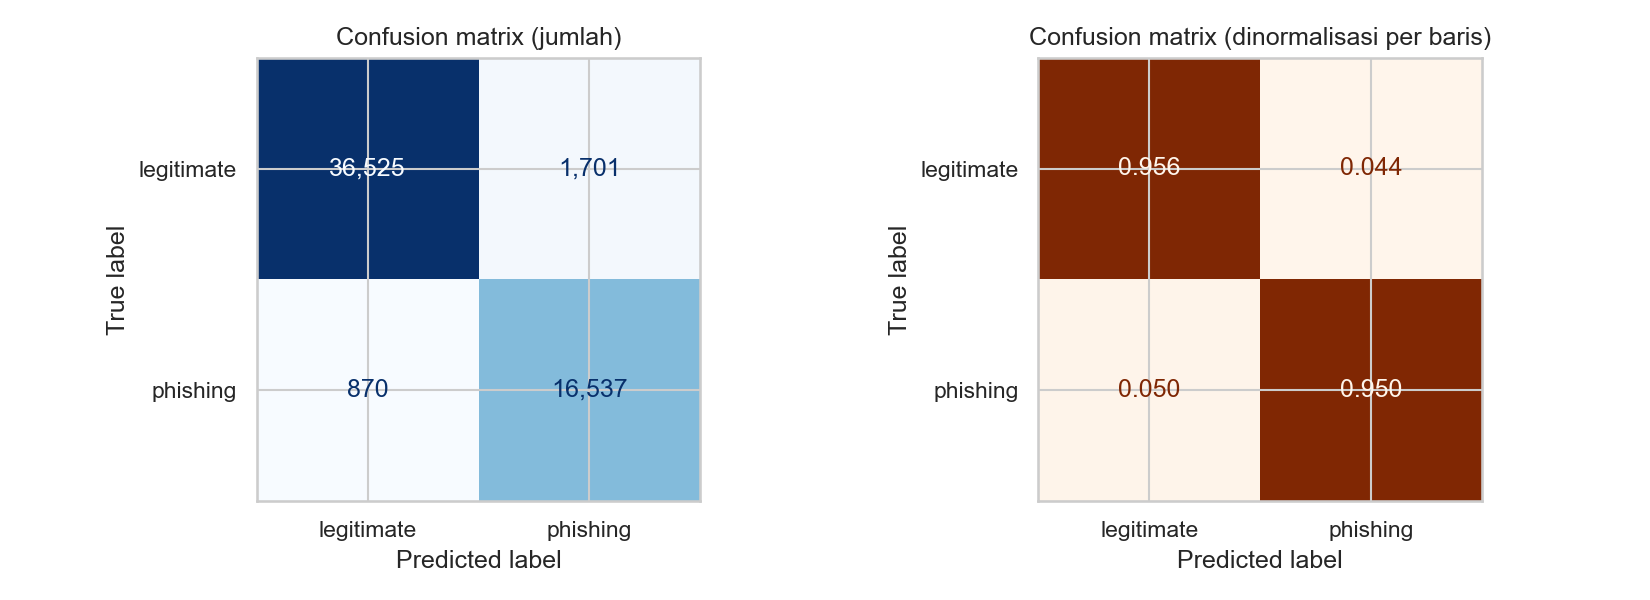 Confusion matrix (jumlah)
True label
legitimate
36,525
1,701
phishing
870
16,537
legitimate
phishing
Predicted label
Confusion matrix (dinormalisasi per baris)
True label
legitimate
0.956
0.044
phishing
0.050
0.950
legitimate
phishing
Predicted label